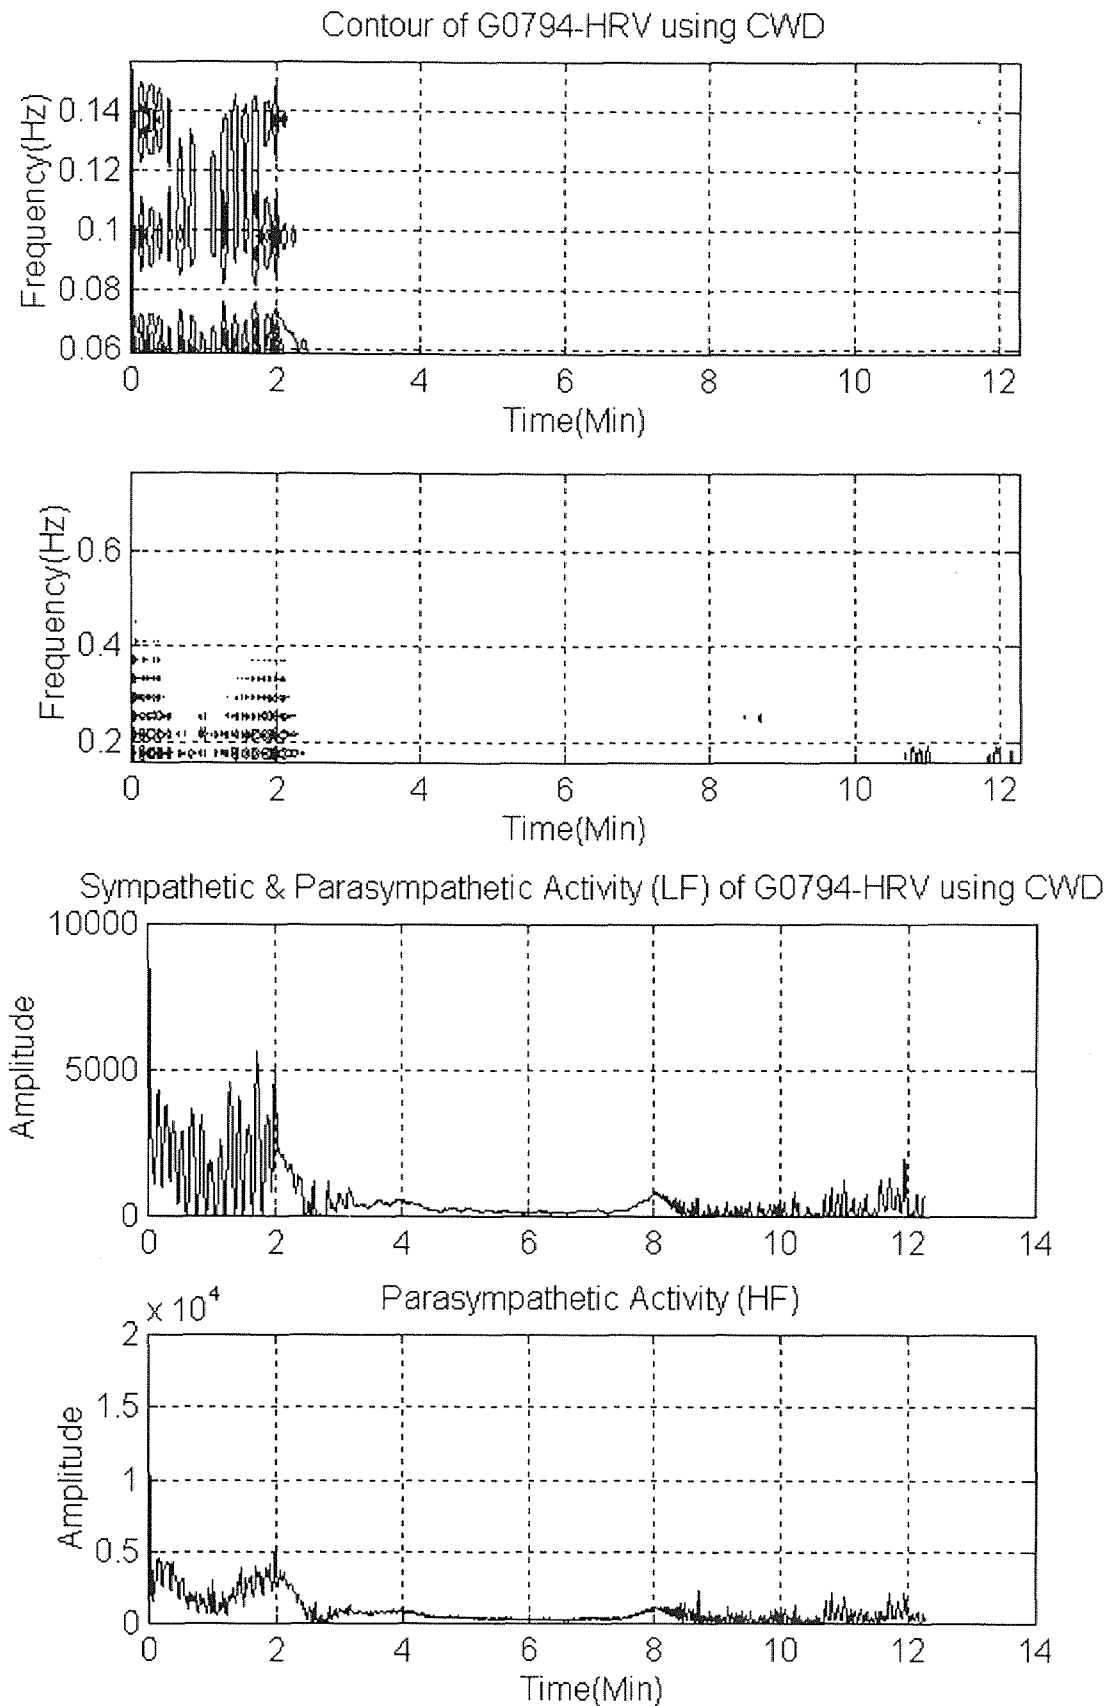 Contour of G0794-HRV using CWD
Frequency(Hz)
0.14
0.12
0.1
0.08
0.06
0 2 4 6 8 10 12
Time(Min)
Frequency(Hz)
0.6
0.4
0.2
0 2 4 6 8 10 12
Time(Min)
Sympathetic & Parasympathetic Activity (LF) of G0794-HRV using CWD
Amplitude
10000
5000
0
0 2 4 6 8 10 12 14
x 10^4
Parasympathetic Activity (HF)
Amplitude
2
1.5
1
0.5
0
0 2 4 6 8 10 12 14
Time(Min)